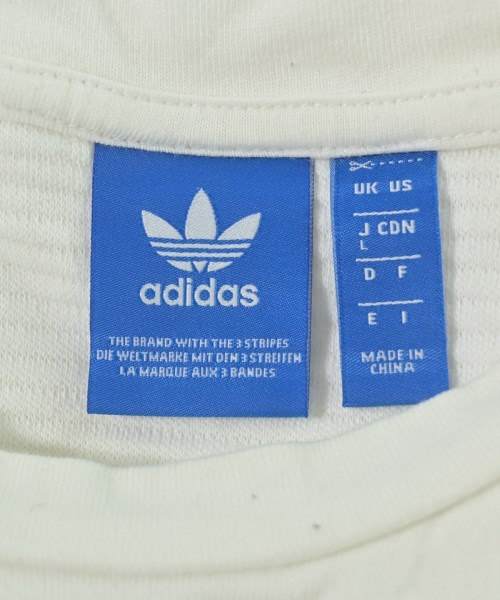 adidas
THE BRAND WITH THE 3 STRIPES
DIE WELTMARKE MIT DEN 3 STREIFEN
LA MARQUE AUX 3 BANDES
UK US
J CDN
L
D F
E I
MADE IN
CHINA